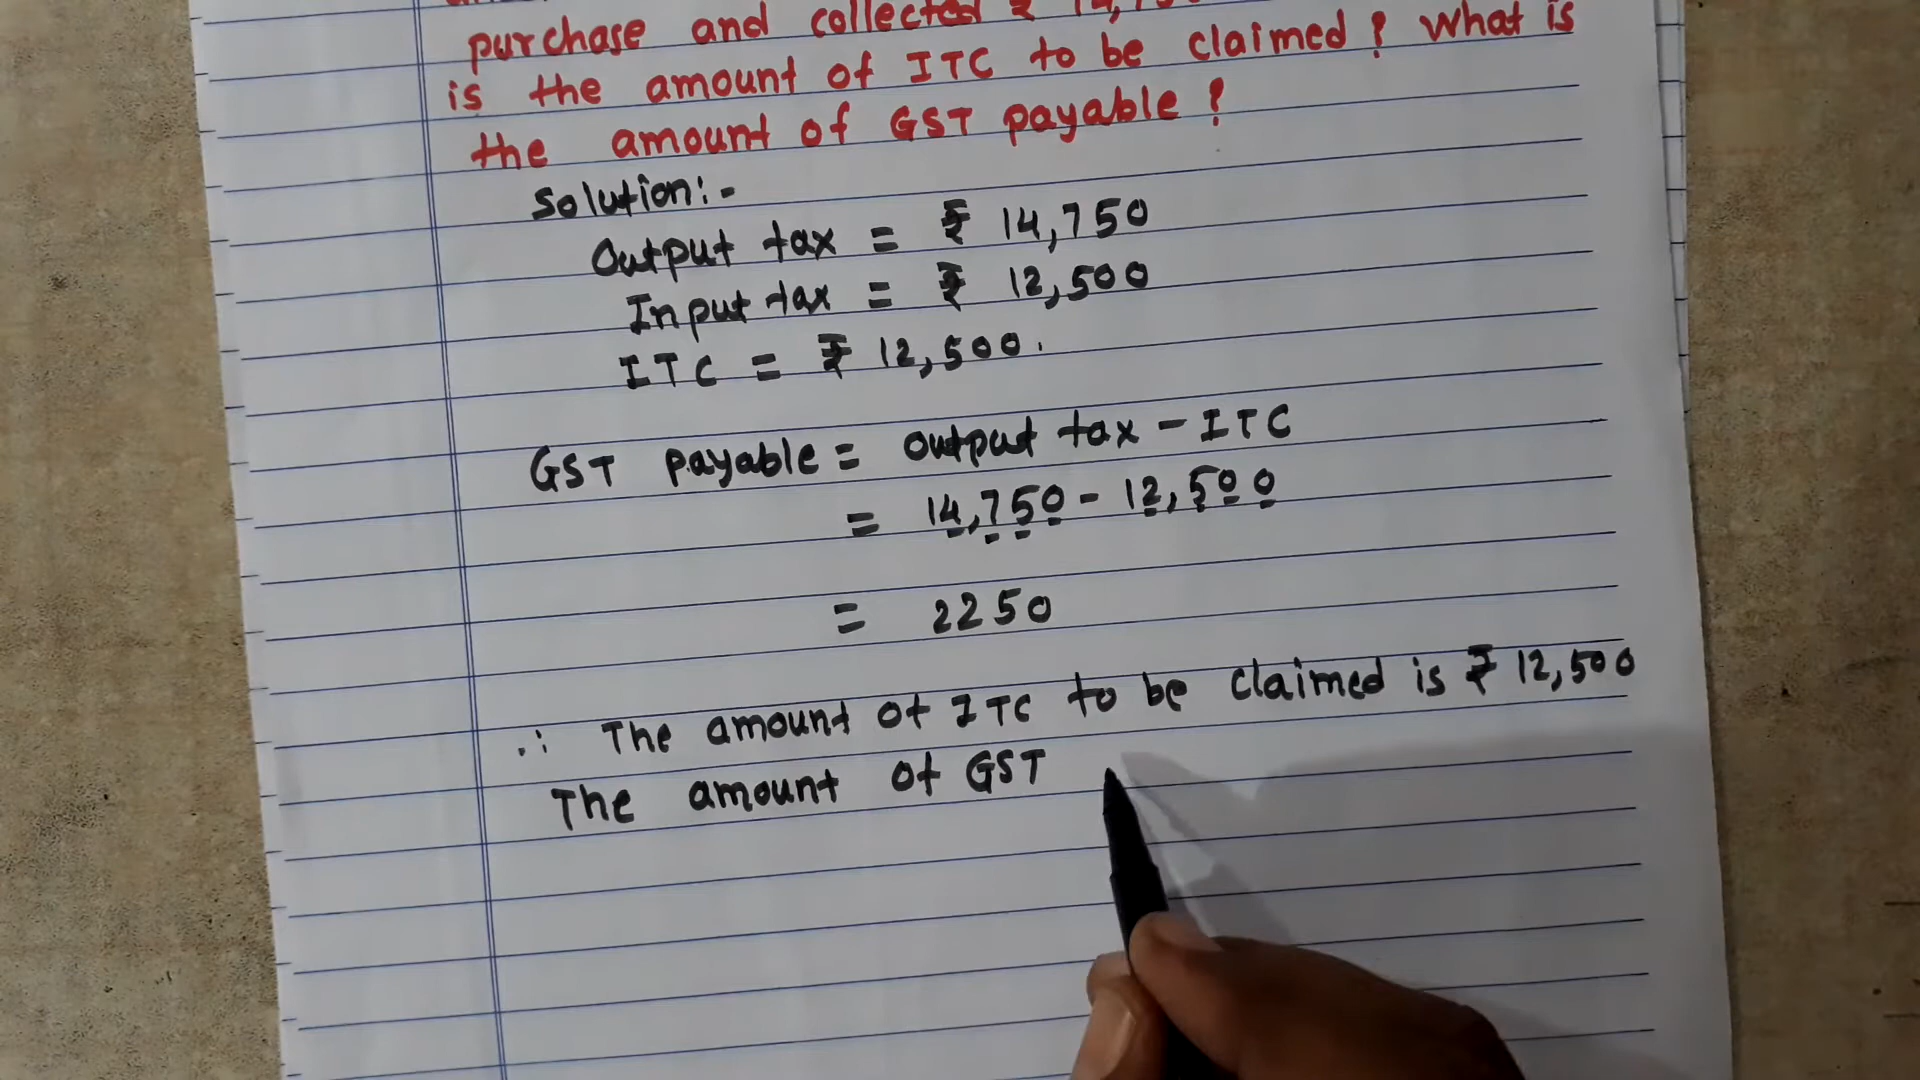 purchase and collected ₹ 14,750
is the amount of ITC to be claimed? What is
the amount of GST payable?
Solution:-
Output tax = ₹ 14,750
Input tax = ₹ 12,500
ITC = ₹ 12,500.
GST payable = output tax - ITC
= 14,750 - 12,500
= 2250
∴ The amount of ITC to be claimed is ₹ 12,500
The amount of GST